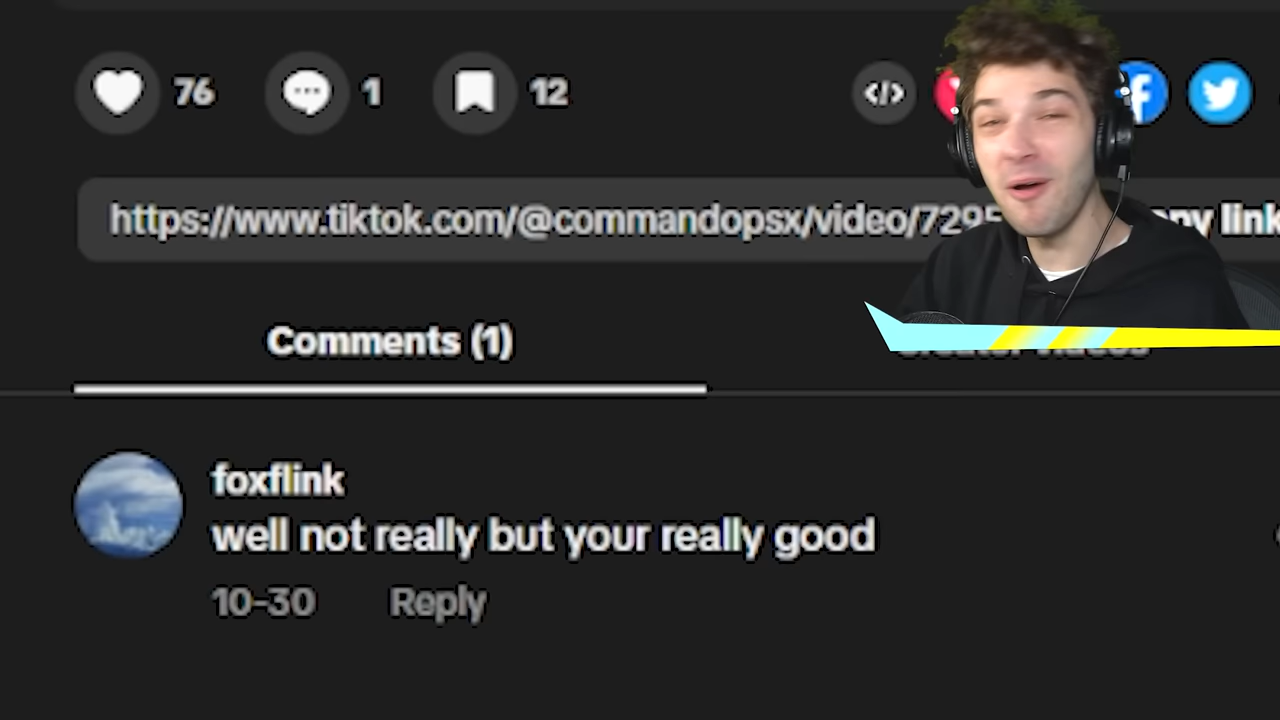 76 1 12
https://www.tiktok.com/@commandopsx/video/7295
link
Comments (1)
foxflink
well not really but your really good
10-30 Reply